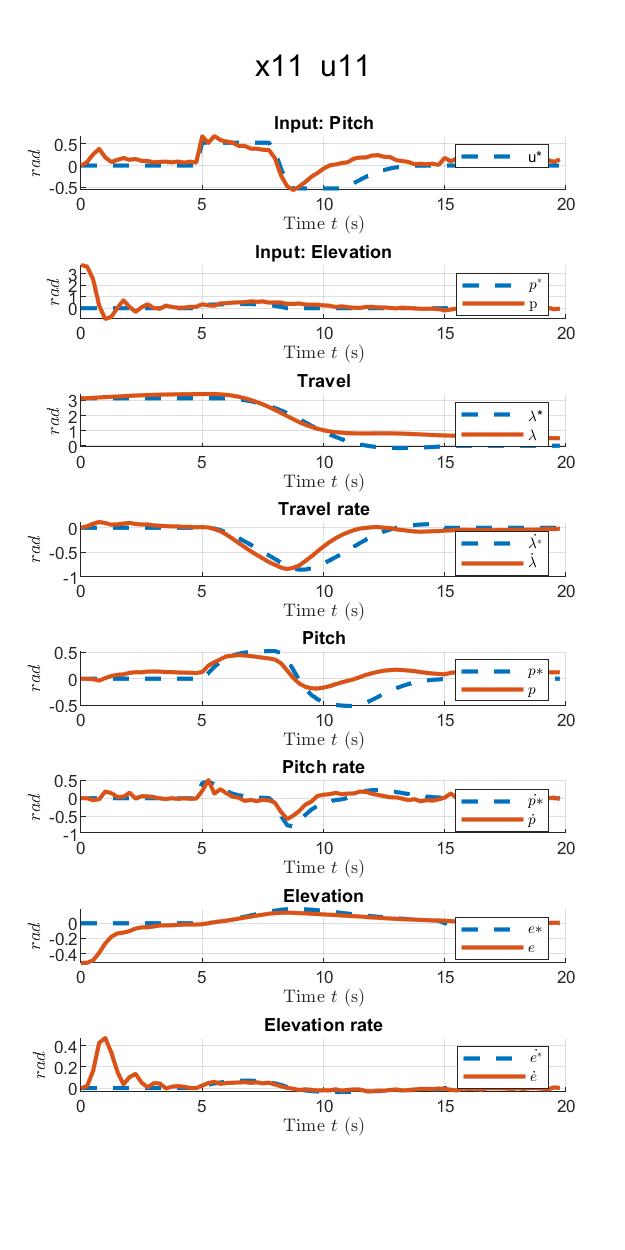 x11 u11
Input: Pitch
rad
0.5
0
-0.5
u*
0 5 10 15 20
Time t (s)
Input: Elevation
rad
3
2
1
0
p*
p
0 5 10 15 20
Time t (s)
Travel
rad
3
2
1
0
λ*
λ
0 5 10 15 20
Time t (s)
Travel rate
rad
0
-0.5
-1
λ̇*
λ̇
0 5 10 15 20
Time t (s)
Pitch
rad
0.5
0
-0.5
p*
p
0 5 10 15 20
Time t (s)
Pitch rate
rad
0.5
0
-0.5
-1
ṗ*
ṗ
0 5 10 15 20
Time t (s)
Elevation
rad
0
-0.2
-0.4
e*
e
0 5 10 15 20
Time t (s)
Elevation rate
rad
0.4
0.2
0
ė*
ė
0 5 10 15 20
Time t (s)